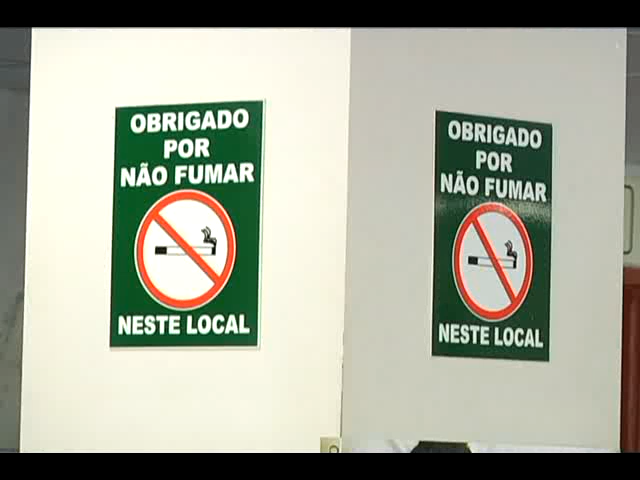 OBRIGADO
POR
NÃO FUMAR
NESTE LOCAL
OBRIGADO
POR
NÃO FUMAR
NESTE LOCAL